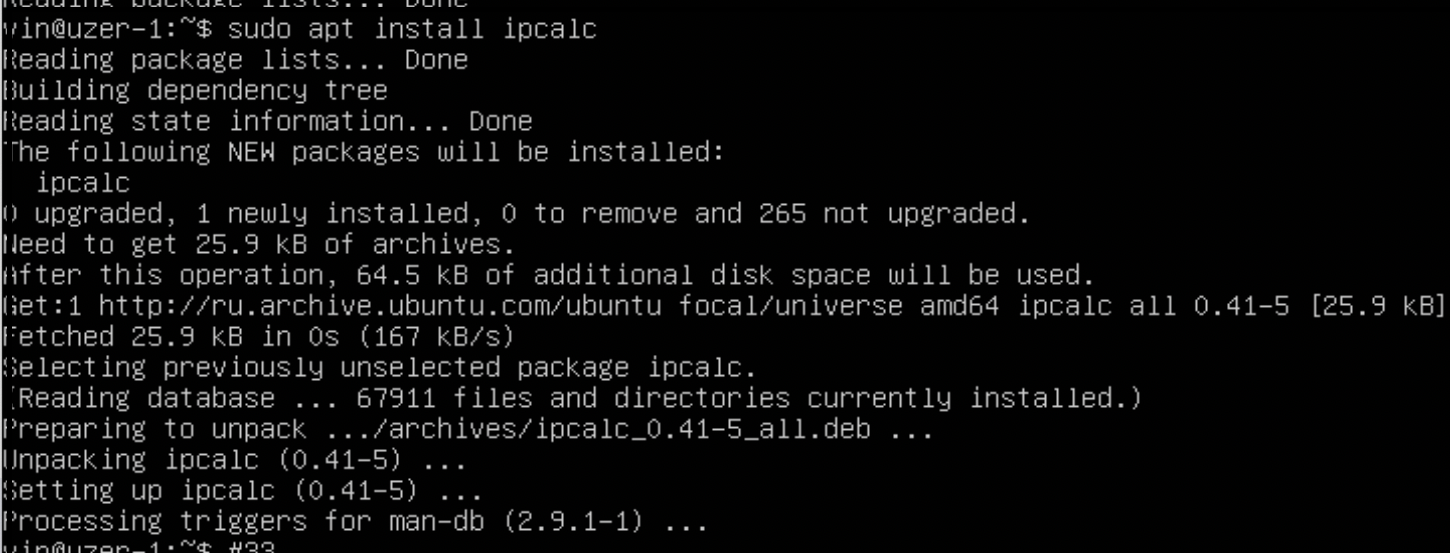 Reading package lists... Done
vin@uzer-1:~$ sudo apt install ipcalc
Reading package lists... Done
Building dependency tree
Reading state information... Done
The following NEW packages will be installed:
  ipcalc
0 upgraded, 1 newly installed, 0 to remove and 265 not upgraded.
Need to get 25.9 kB of archives.
After this operation, 64.5 kB of additional disk space will be used.
Get:1 http://ru.archive.ubuntu.com/ubuntu focal/universe amd64 ipcalc all 0.41-5 [25.9 kB]
Fetched 25.9 kB in 0s (167 kB/s)
Selecting previously unselected package ipcalc.
(Reading database ... 67911 files and directories currently installed.)
Preparing to unpack .../archives/ipcalc_0.41-5_all.deb ...
Unpacking ipcalc (0.41-5) ...
Setting up ipcalc (0.41-5) ...
Processing triggers for man-db (2.9.1-1) ...
vin@uzer-1:~$ #33